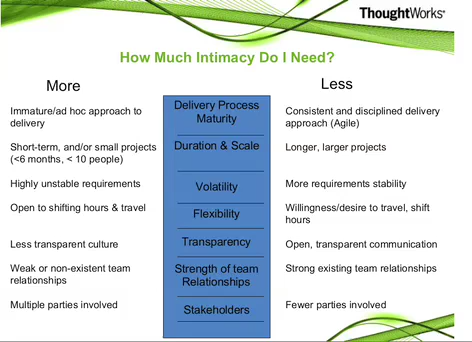 ThoughtWorks®
How Much Intimacy Do I Need?
More
Less
Delivery Process
Maturity
Immature/ad hoc approach to
delivery
Consistent and disciplined delivery
approach (Agile)
Duration & Scale
Short-term, and/or small projects
(<6 months, < 10 people)
Longer, larger projects
Volatility
Highly unstable requirements
More requirements stability
Flexibility
Open to shifting hours & travel
Willingness/desire to travel, shift
hours
Transparency
Less transparent culture
Open, transparent communication
Strength of team
Relationships
Weak or non-existent team
relationships
Strong existing team relationships
Stakeholders
Multiple parties involved
Fewer parties involved